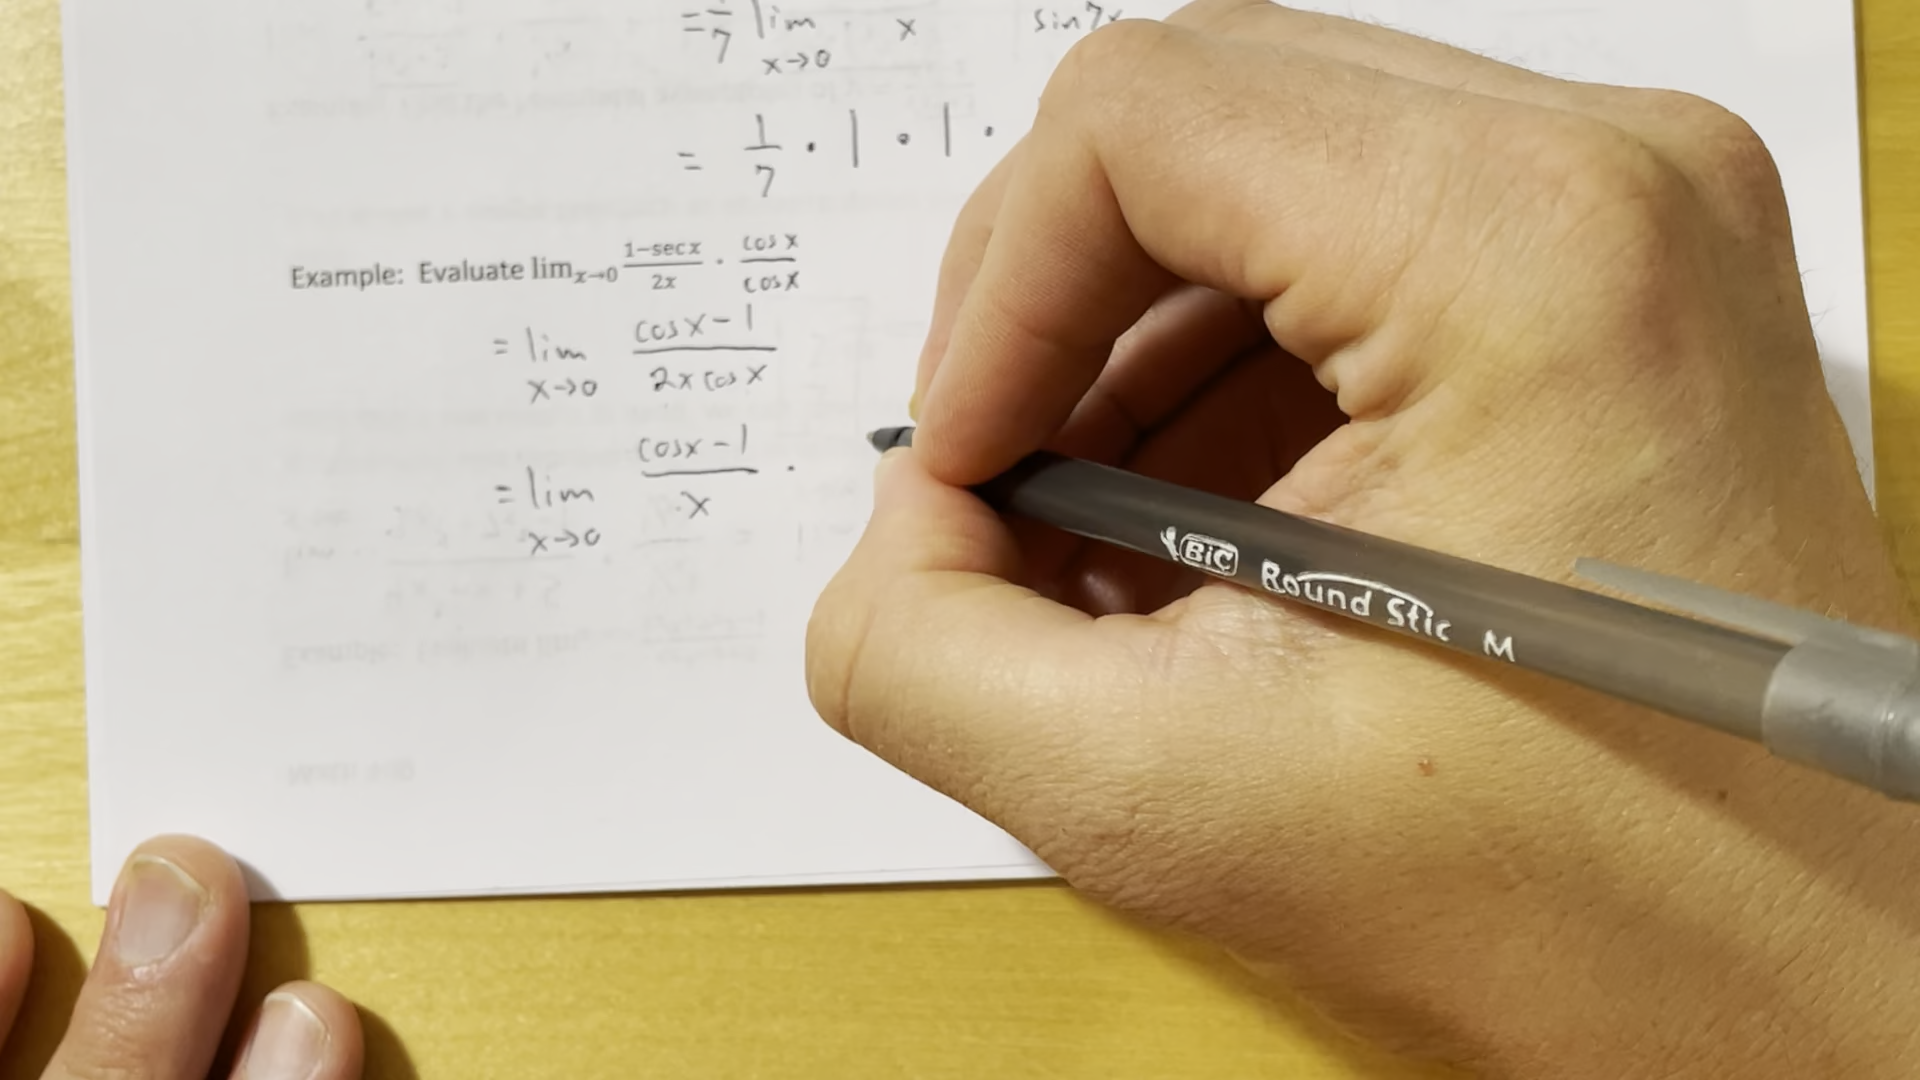 = 1/7 lim x sin7x
x→0
= 1/7 · 1 · 1 ·
Example: Evaluate lim x→0 (1−sec x)/(2x) · (cos x)/(cos x)
= lim x→0 (cos x − 1)/(2x cos x)
= lim x→0 (cos x − 1)/x ·
BiC Round Stic M